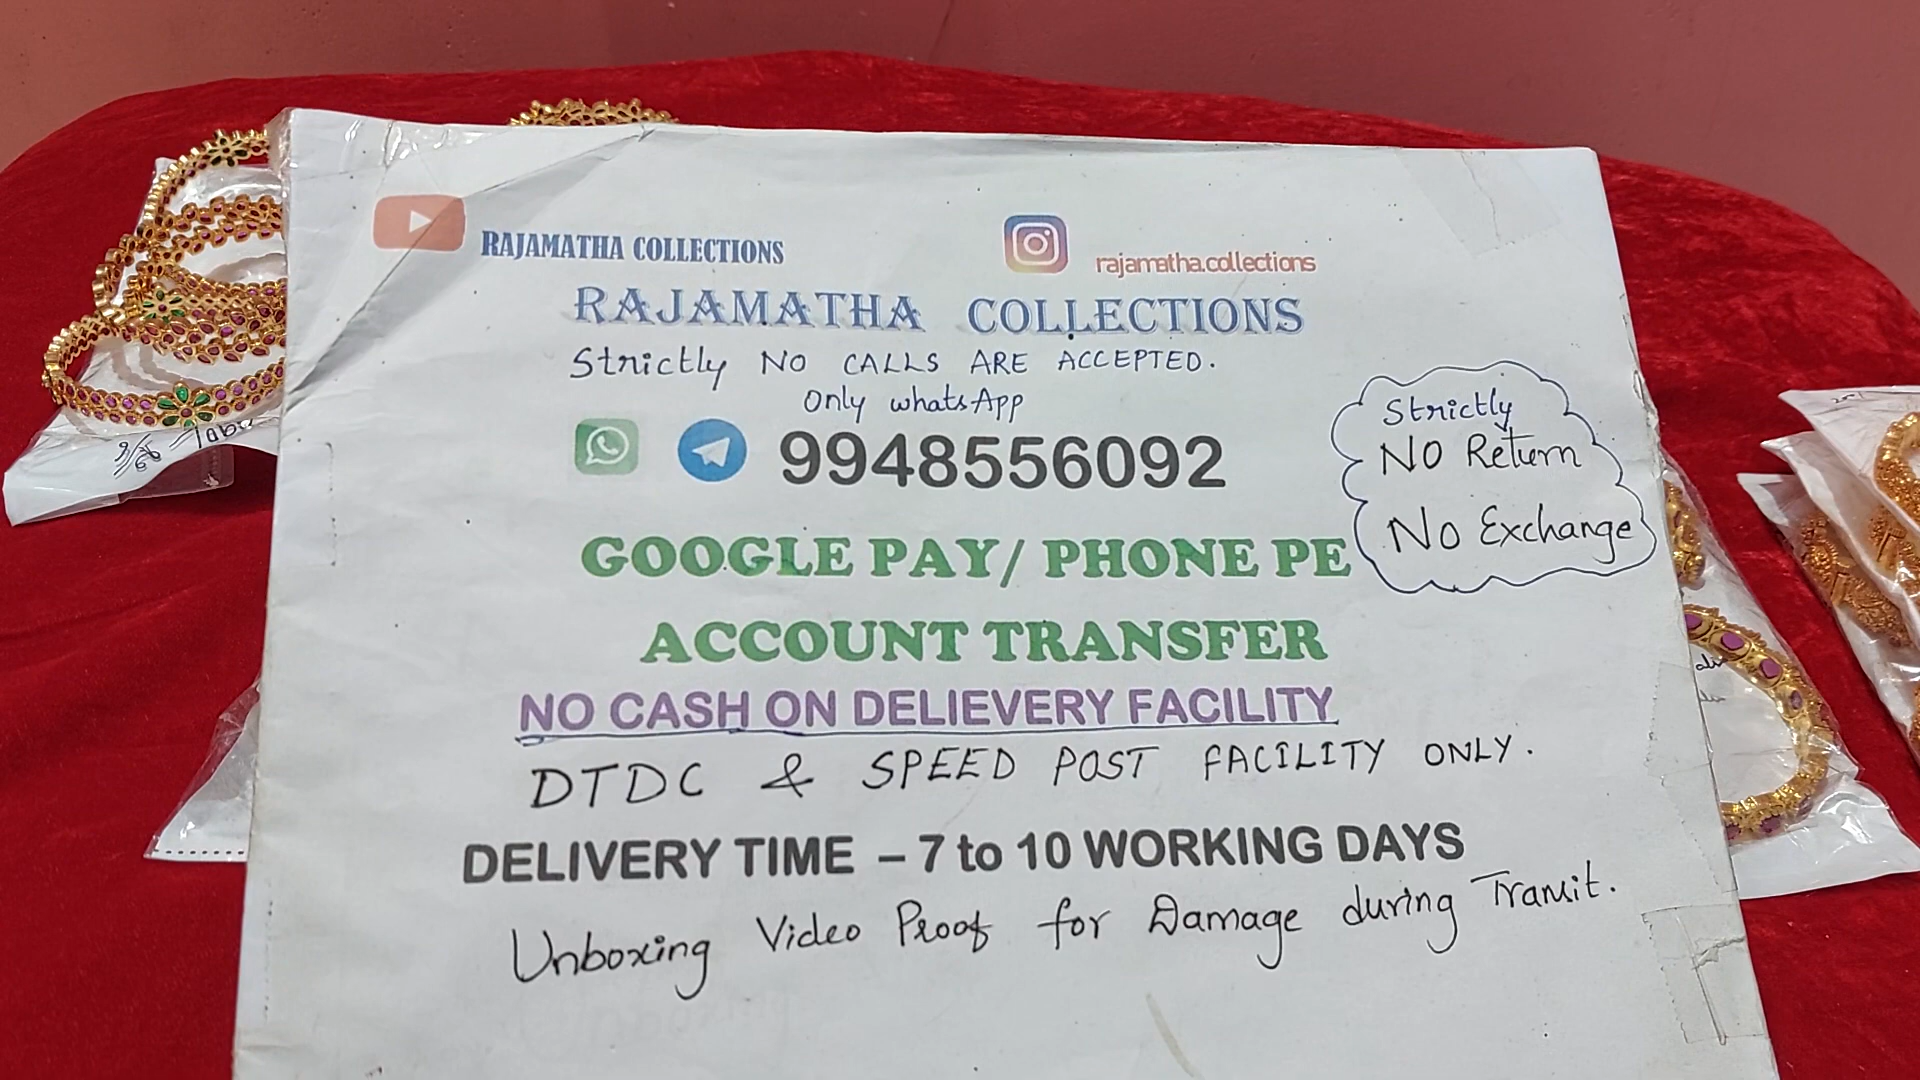 RAJAMATHA COLLECTIONS
rajamatha.collections
RAJAMATHA COLLECTIONS
Strictly NO CALLS ARE ACCEPTED.
Only whatsApp
9948556092
Strictly
NO Return
NO Exchange
GOOGLE PAY/ PHONE PE
ACCOUNT TRANSFER
NO CASH ON DELIEVERY FACILITY
DTDC & SPEED POST FACILITY ONLY.
DELIVERY TIME – 7 to 10 WORKING DAYS
Unboxing Video Proof for Damage during Transit.